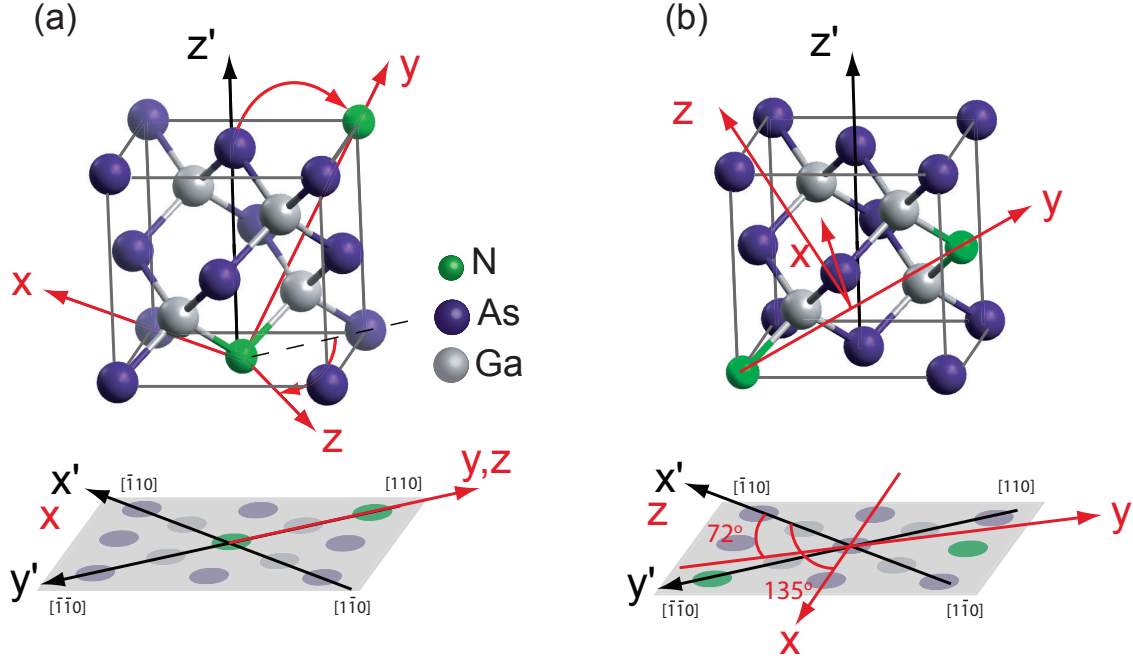 (a)
z'
y
x
z
N
As
Ga
x'
[1̄10]
[110]
y,z
x
y'
[1̄1̄0]
[11̄0]
(b)
z'
z
y
x
x'
[1̄10]
[110]
z
72°
y
135°
y'
[1̄1̄0]
x
[11̄0]